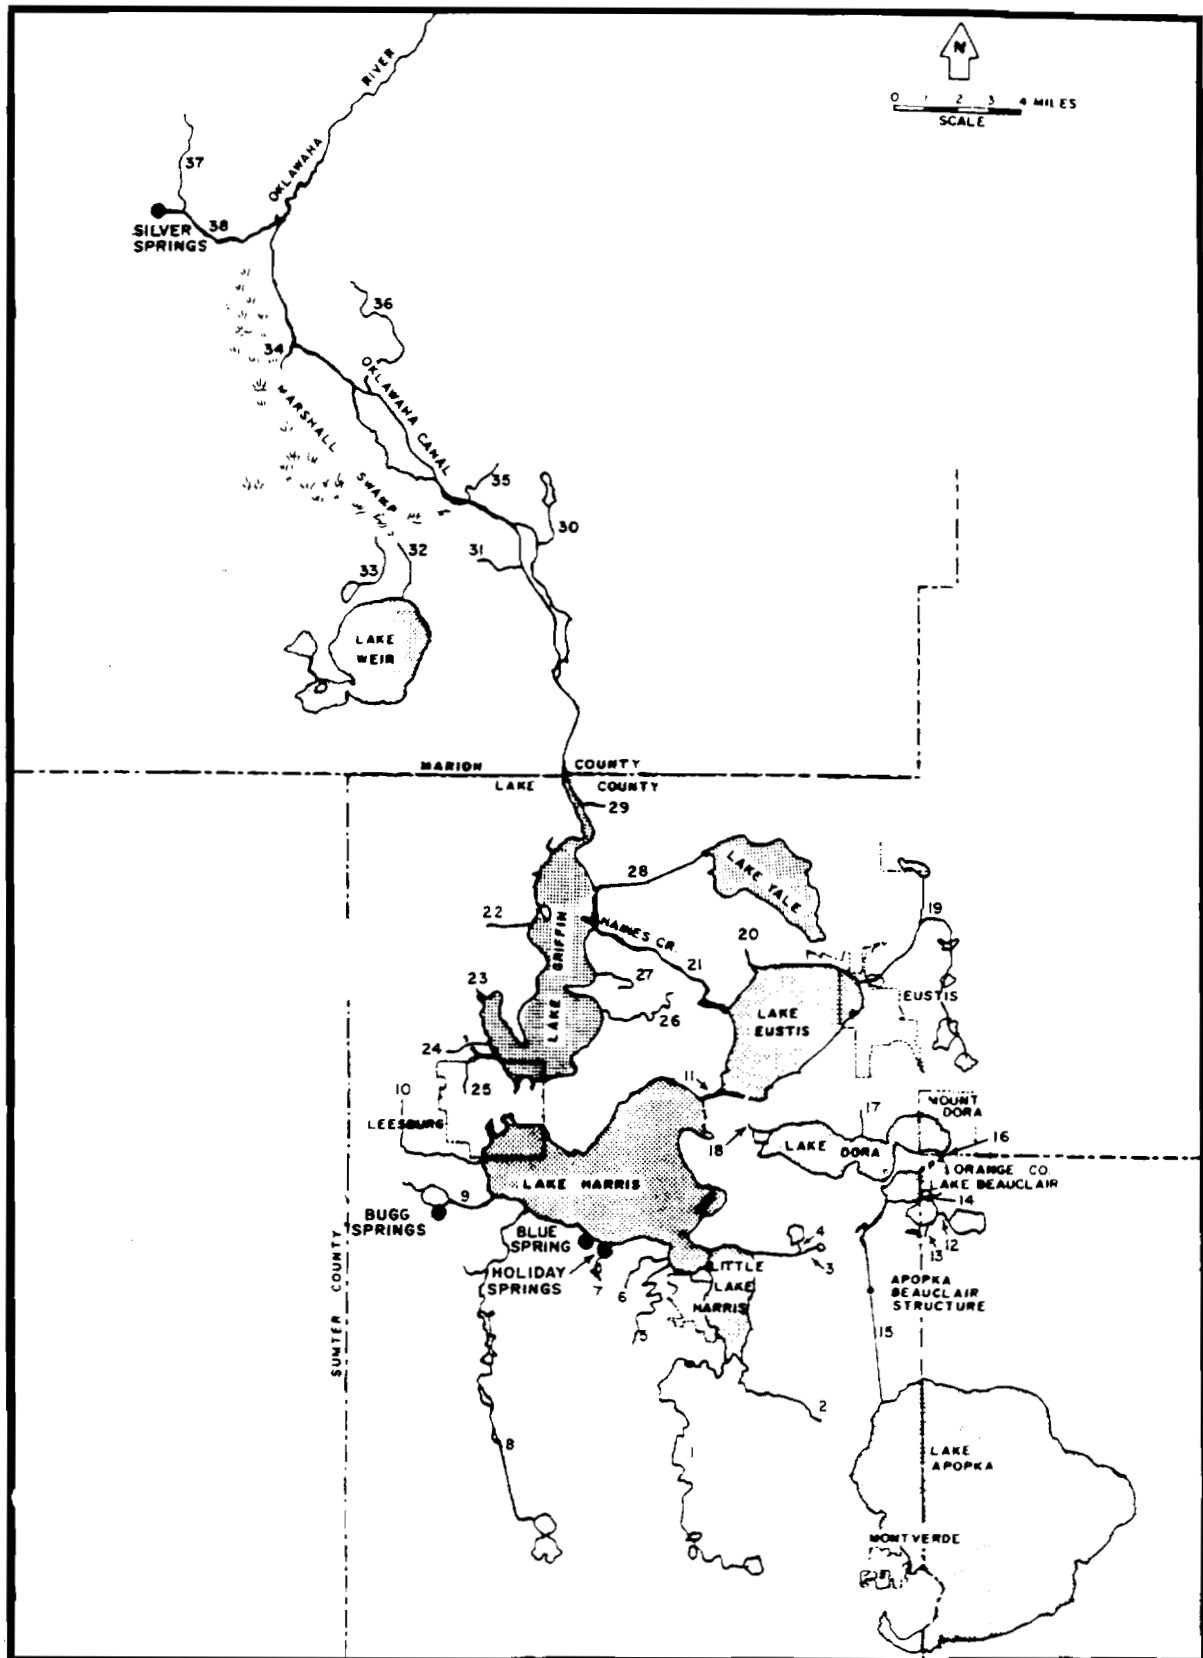 N
0 1 2 3 4 MILES
SCALE
OKLAWAHA RIVER
37
38
SILVER
SPRINGS
36
34
OKLAWAHA CANAL
MARSHALL SWAMP
35
30
31
32
33
LAKE
WEIR
MARION COUNTY
LAKE COUNTY
29
28
LAKE YALE
19
22
HAINES CR.
20
21
LAKE GRIFFIN
27
23
EUSTIS
26
LAKE
EUSTIS
24
25
11
10
LEESBURG
MOUNT
DORA
17
16
18
LAKE DORA
ORANGE CO.
LAKE BEAUCLAIR
LAKE HARRIS
14
9
BUGG
SPRINGS
BLUE
SPRING
4
12
13
3
HOLIDAY
SPRINGS
7
6
LITTLE
LAKE
HARRIS
APOPKA
BEAUCLAIR
STRUCTURE
5
15
SUMTER COUNTY
2
8
1
LAKE
APOPKA
MONTVERDE